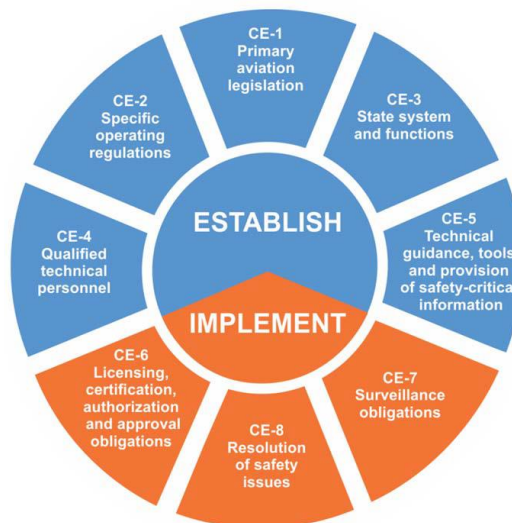 CE-1
Primary
aviation
legislation
CE-2
Specific
operating
regulations
CE-3
State system
and functions
ESTABLISH
CE-4
Qualified
technical
personnel
CE-5
Technical
guidance, tools
and provision
of safety-critical
information
IMPLEMENT
CE-6
Licensing,
certification,
authorization
and approval
obligations
CE-7
Surveillance
obligations
CE-8
Resolution
of safety
issues